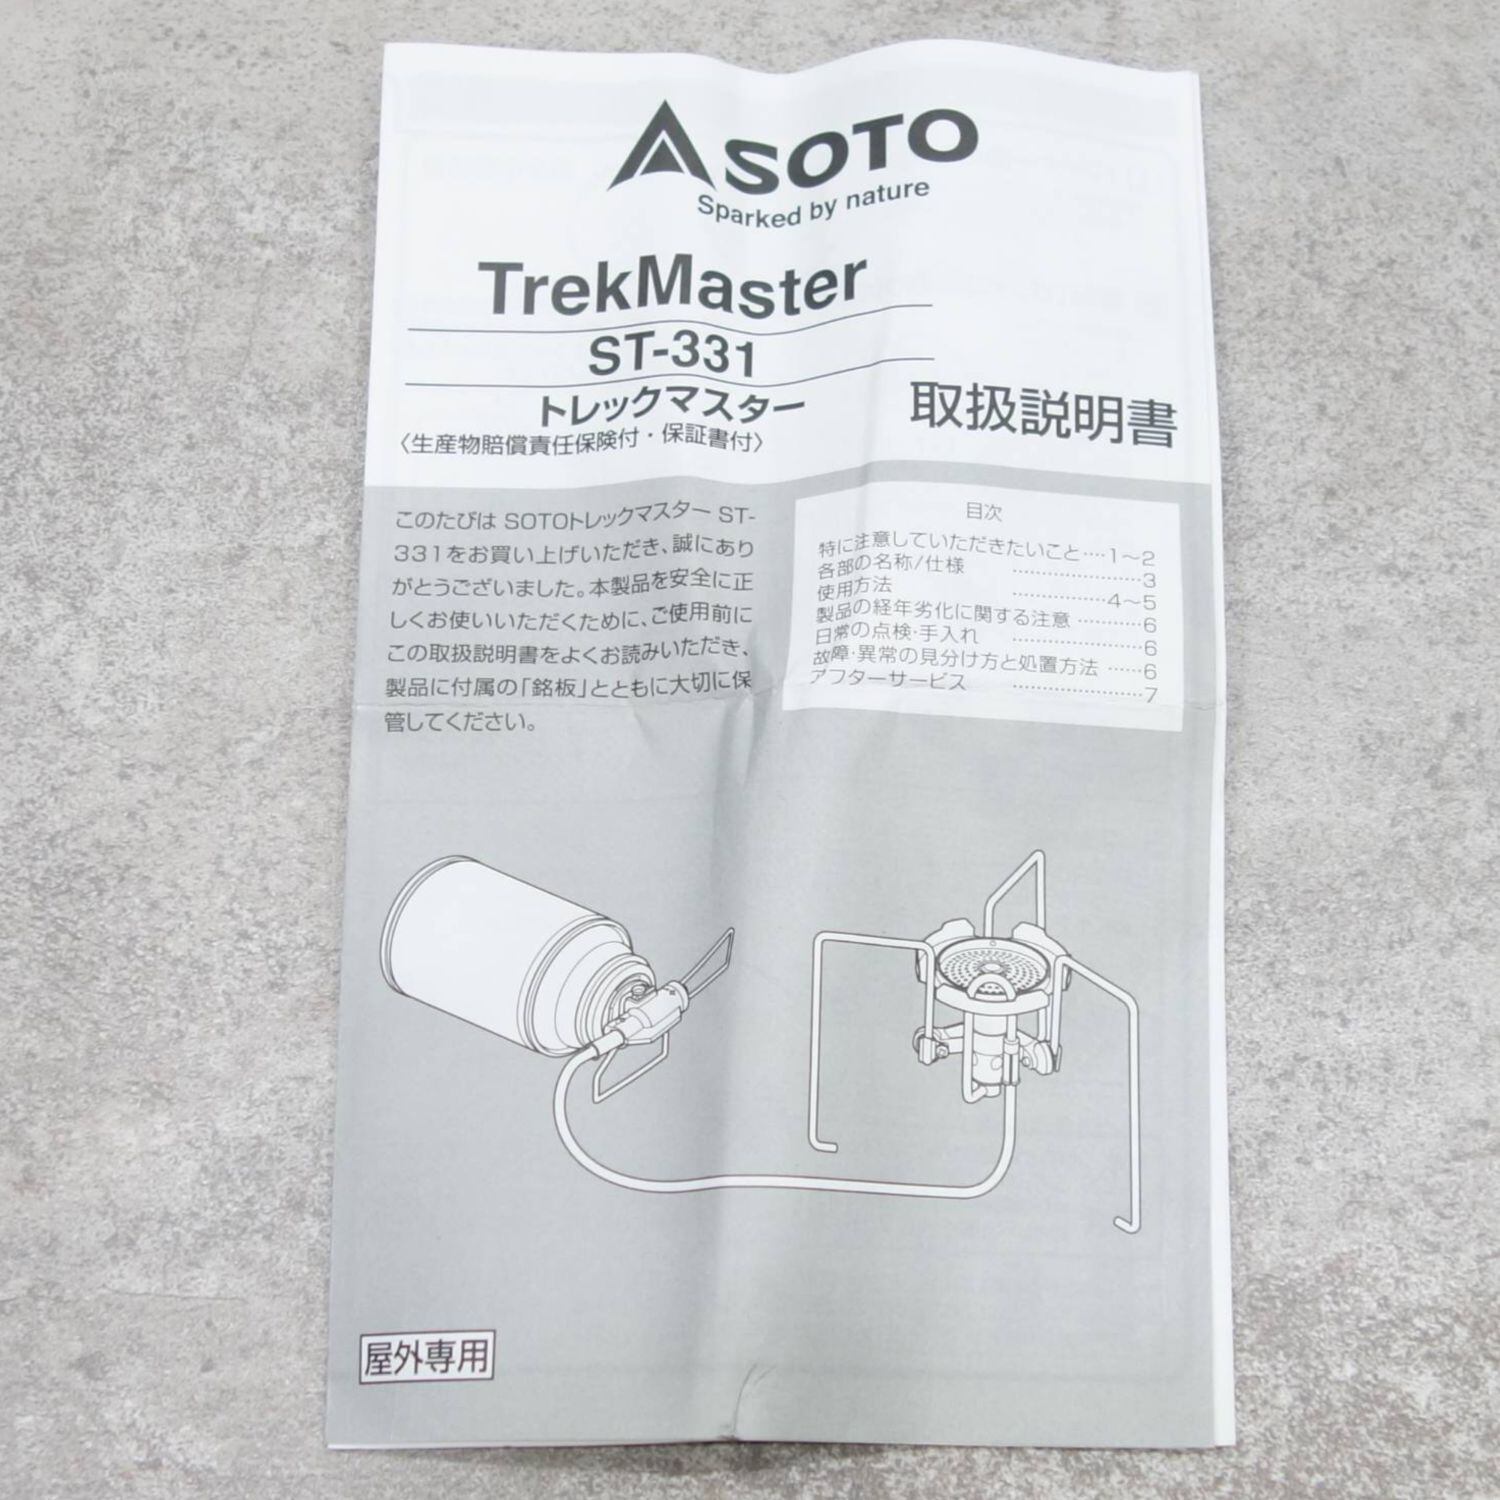 SOTO
Sparked by nature
TrekMaster
ST-331
トレックマスター
〈生産物賠償責任保険付・保証書付〉
取扱説明書
このたびは SOTOトレックマスター ST-
331をお買い上げいただき、誠にあり
がとうございました。本製品を安全に正
しくお使いいただくために、ご使用前に
この取扱説明書をよくお読みいただき、
製品に付属の「銘板」とともに大切に保
管してください。
目次
特に注意していただきたいこと····1〜2
各部の名称/仕様 ····················3
使用方法 ···············4〜5
製品の経年劣化に関する注意 ··········6
日常の点検・手入れ ····················6
故障・異常の見分け方と処置方法 ······6
アフターサービス ····················7
屋外専用